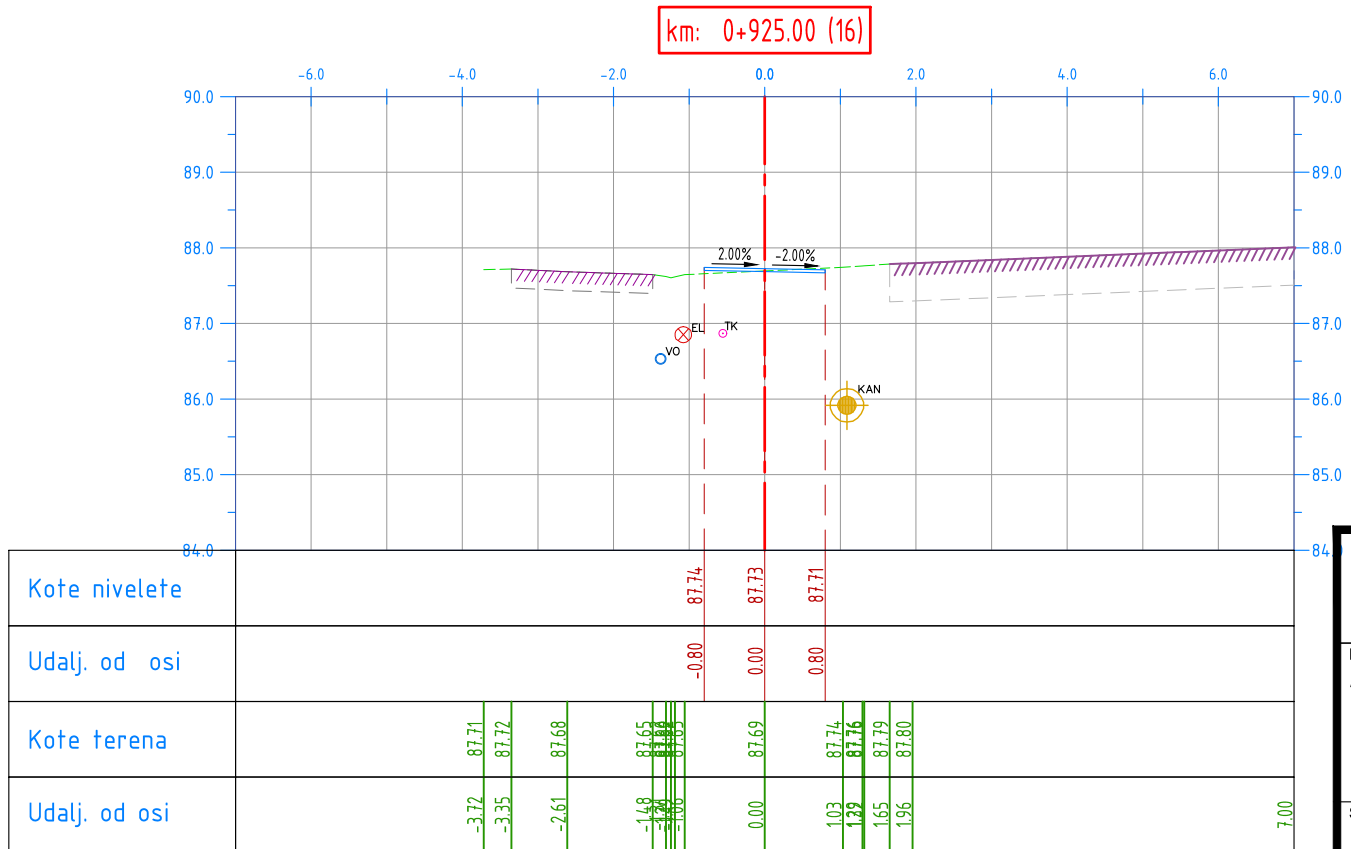 km: 0+925.00 (16)
-6.0 -4.0 -2.0 0.0 2.0 4.0 6.0
90.0 90.0
89.0 89.0
88.0 88.0
2.00% -2.00%
87.0 87.0
EL TK
VO
86.0 86.0
KAN
85.0 85.0
84.0 84.0
Kote nivelete 87.74 87.73 87.71
Udalj. od osi -0.80 0.00 0.80
Kote terena 87.71 87.72 87.68 87.65 87.65 87.69 87.74 87.76 87.79 87.80
Udalj. od osi -3.72 -3.35 -2.61 -1.48 -1.06 0.00 1.03 1.65 1.96 7.00